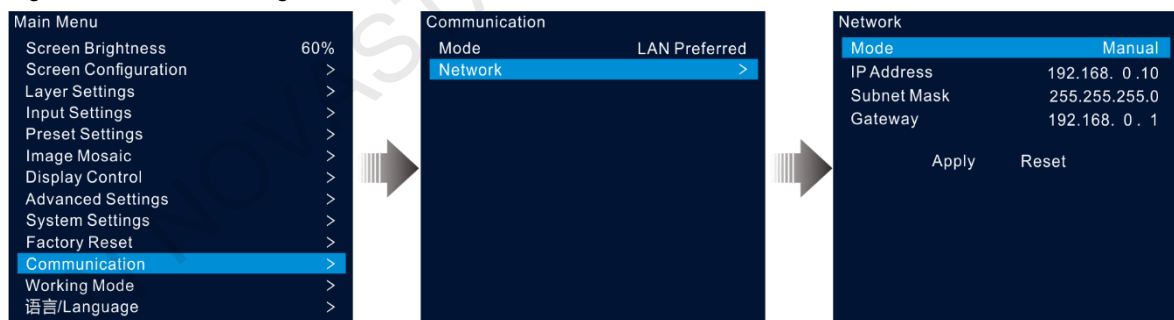 Main Menu
Screen Brightness 60%
Screen Configuration >
Layer Settings >
Input Settings >
Preset Settings >
Image Mosaic >
Display Control >
Advanced Settings >
System Settings >
Factory Reset >
Communication >
Working Mode >
语言/Language >
Communication
Mode LAN Preferred
Network >
Network
Mode Manual
IP Address 192.168. 0 .10
Subnet Mask 255.255.255.0
Gateway 192.168. 0 . 1
Apply Reset